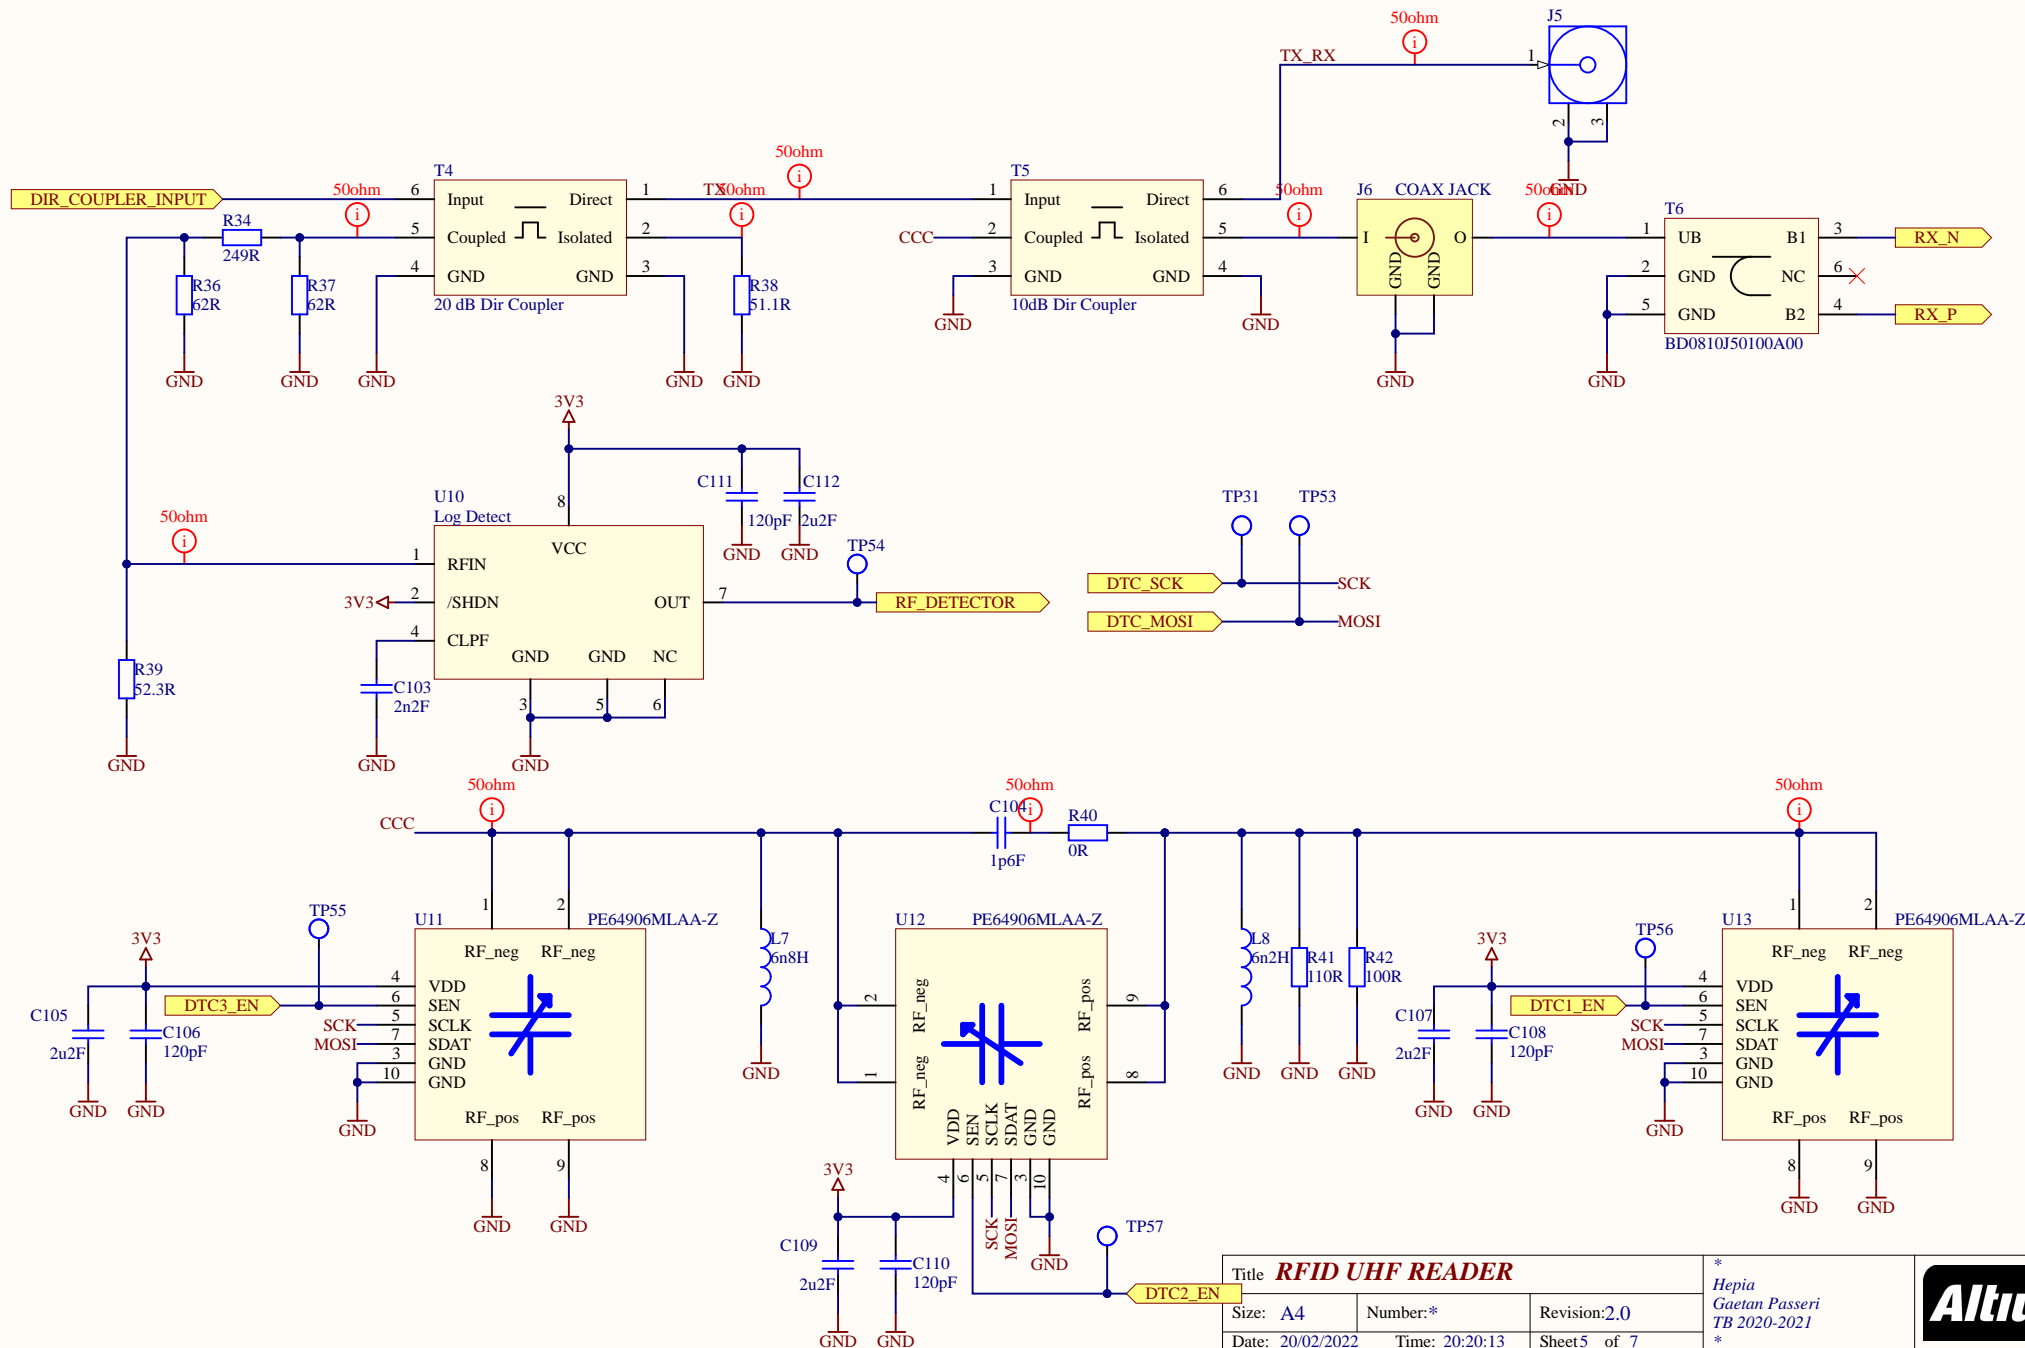 50ohm
J5
TX_RX
1
2
3
GND
T4
DIR_COUPLER_INPUT
50ohm
6
Input
Direct
1
TX
50ohm
50ohm
5
Coupled
Isolated
2
4
GND
GND
3
20 dB Dir Coupler
R34
249R
R36
62R
R37
62R
R38
51.1R
GND
GND
GND
GND
GND
T5
1
Input
Direct
6
CCC
2
Coupled
Isolated
5
3
GND
GND
4
10dB Dir Coupler
GND
GND
50ohm
J6
COAX JACK
I
O
GND
GND
GND
50ohm
T6
1
UB
B1
3
RX_N
2
GND
NC
6
5
GND
B2
4
RX_P
BD0810J50100A00
GND
3V3
C111
120pF
C112
2u2F
GND
GND
U10
Log Detect
8
VCC
50ohm
1
RFIN
3V3
2
/SHDN
OUT
7
TP54
RF_DETECTOR
4
CLPF
GND
GND
NC
3
5
6
R39
52.3R
C103
2n2F
GND
GND
GND
TP31
TP53
DTC_SCK
SCK
DTC_MOSI
MOSI
CCC
50ohm
C104
1p6F
50ohm
R40
0R
50ohm
TP55
U11
PE64906MLAA-Z
1
2
RF_neg
RF_neg
3V3
4
VDD
DTC3_EN
6
SEN
SCK
5
SCLK
MOSI
7
SDAT
3
GND
10
GND
RF_pos
RF_pos
8
9
C105
2u2F
C106
120pF
GND
GND
GND
GND
GND
L7
6n8H
GND
U12
PE64906MLAA-Z
2
RF_neg
1
RF_neg
RF_pos
9
RF_pos
8
VDD
SEN
SCLK
SDAT
GND
GND
4
6
5
7
3
10
SCK
MOSI
GND
3V3
C109
2u2F
C110
120pF
GND
GND
TP57
DTC2_EN
L8
6n2H
R41
110R
R42
100R
GND
GND
GND
TP56
U13
PE64906MLAA-Z
1
2
RF_neg
RF_neg
3V3
4
VDD
DTC1_EN
6
SEN
SCK
5
SCLK
MOSI
7
SDAT
3
GND
10
GND
RF_pos
RF_pos
8
9
C107
2u2F
C108
120pF
GND
GND
GND
GND
GND
Title RFID UHF READER
Size: A4
Number:*
Revision:2.0
Date: 20/02/2022
Time: 20:20:13
Sheet5 of 7
*
Hepia
Gaetan Passeri
TB 2020-2021
*